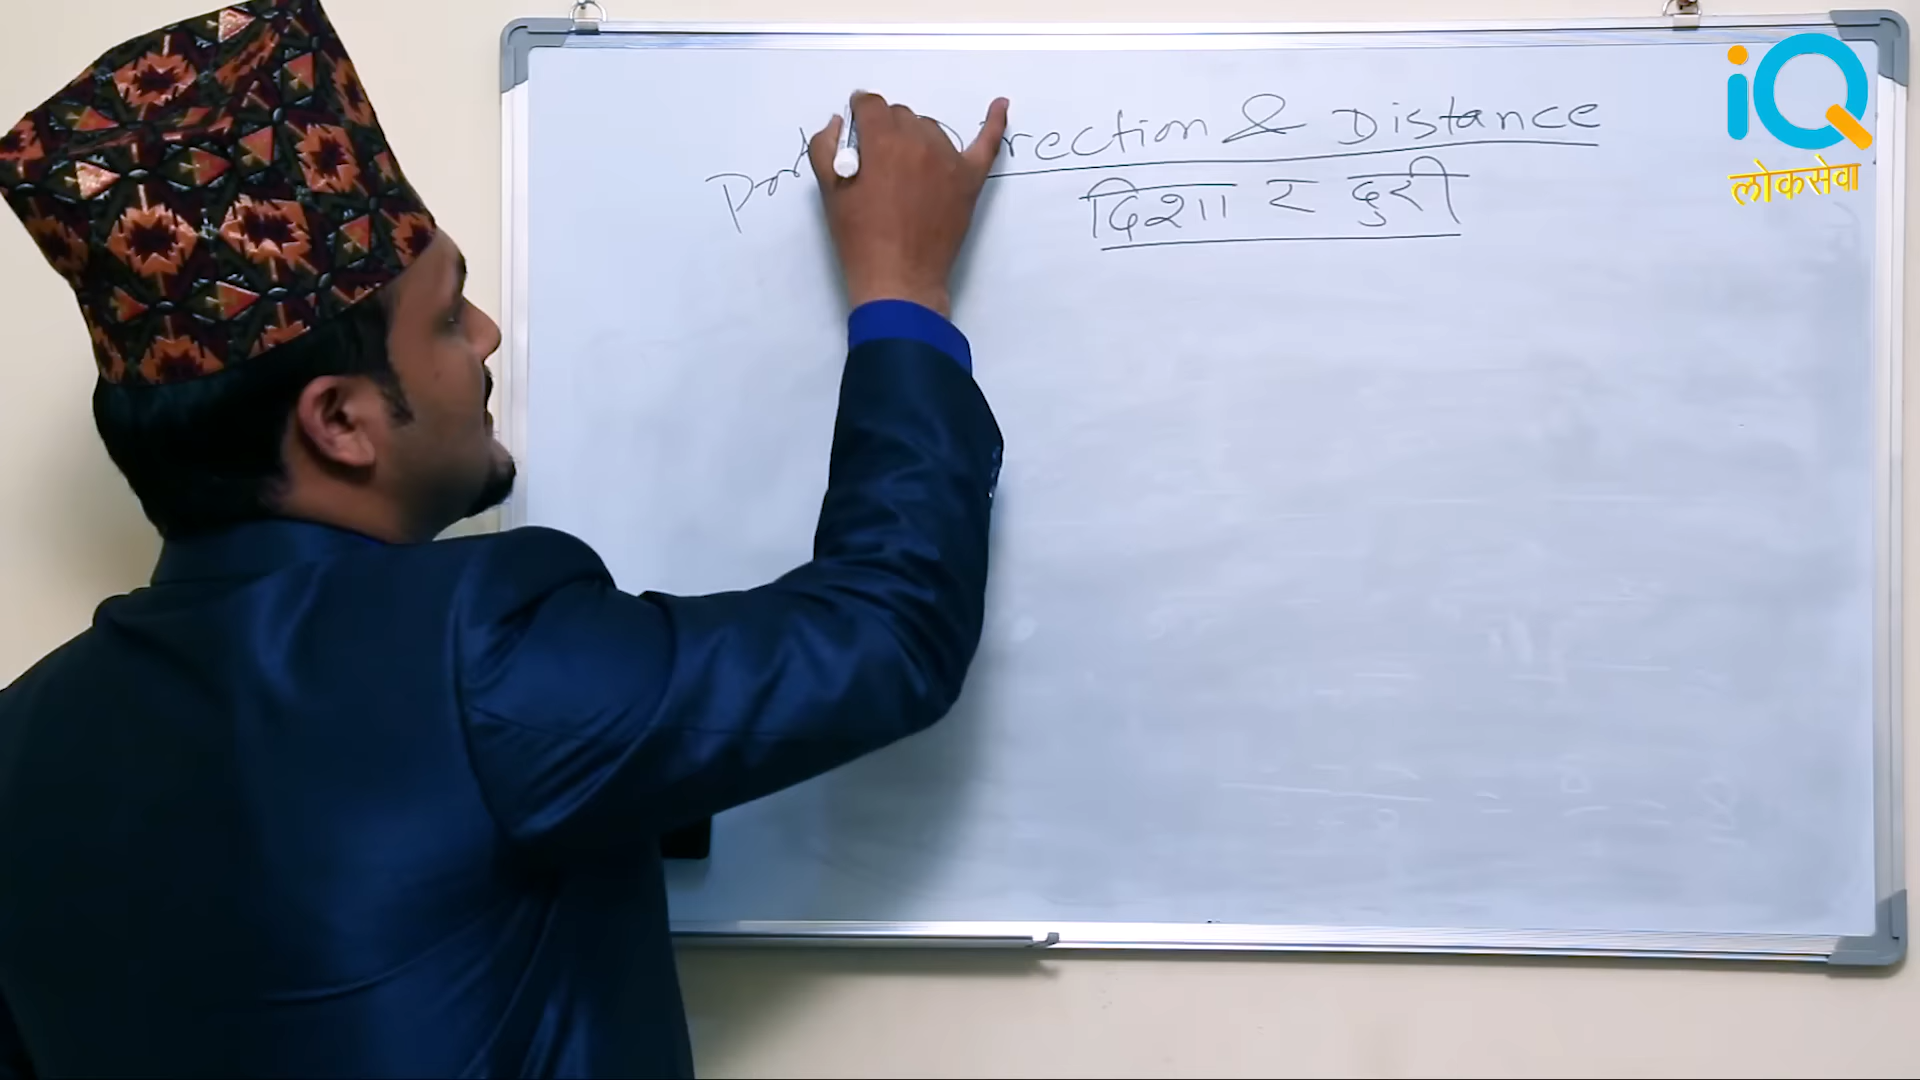 Direction & Distance
दिशा र दुरी
iQ
लोकसेवा